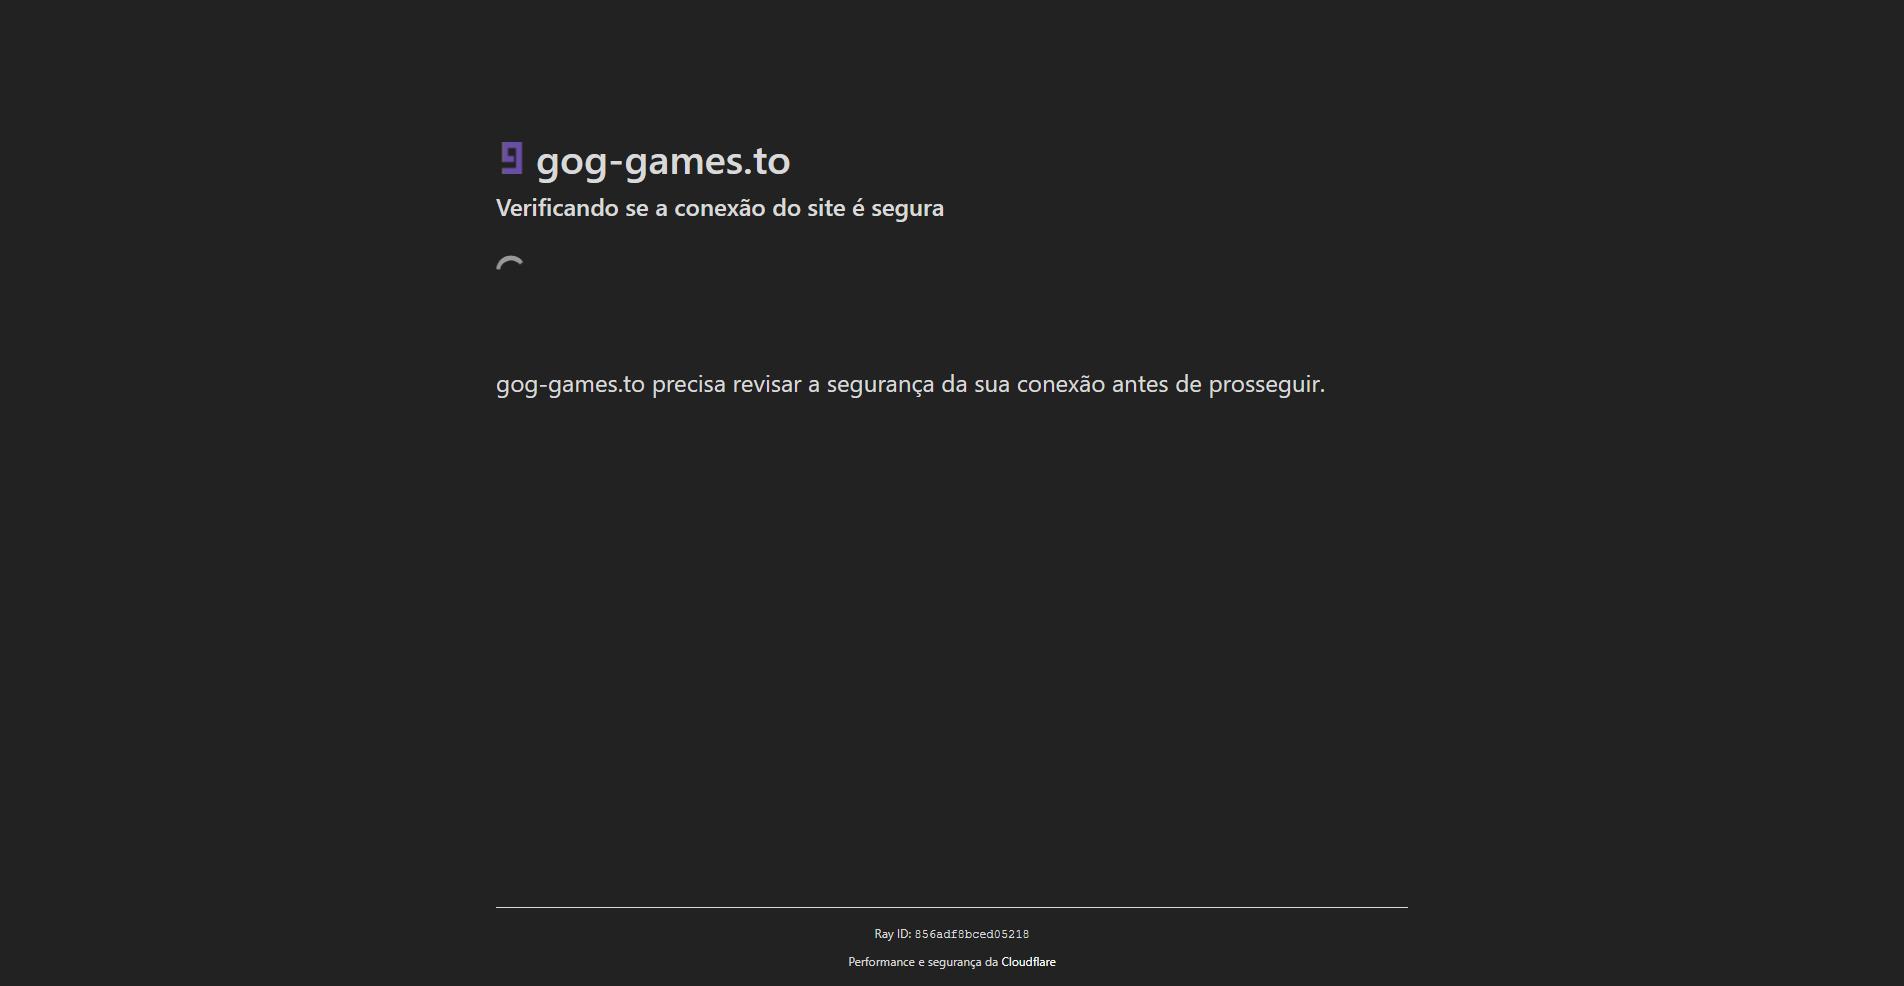 gog-games.to
Verificando se a conexão do site é segura
gog-games.to precisa revisar a segurança da sua conexão antes de prosseguir.
Ray ID: 856adf8bced05218
Performance e segurança da Cloudflare